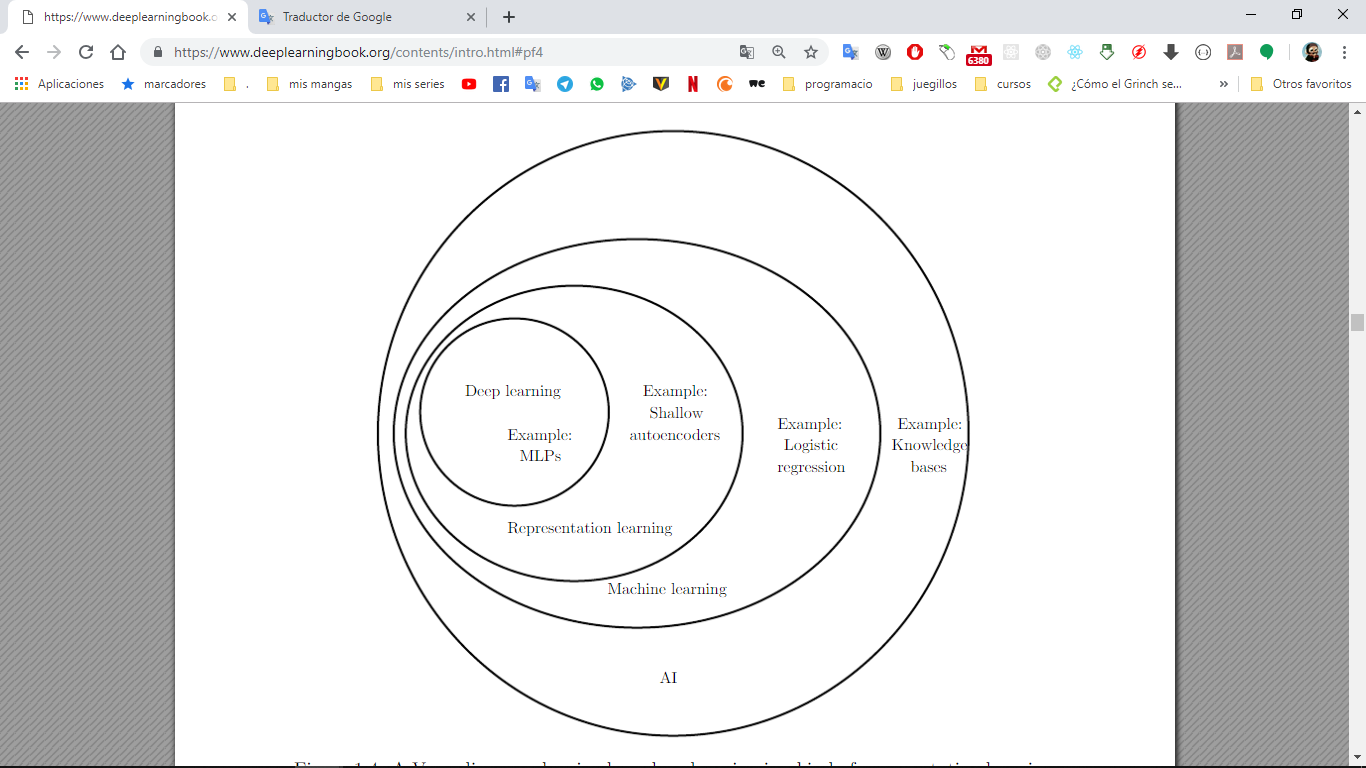 https://www.deeplearningbook.o
Traductor de Google
https://www.deeplearningbook.org/contents/intro.html#pf4
6380
Aplicaciones
marcadores
.
mis mangas
mis series
we
programacio
juegillos
cursos
¿Cómo el Grinch se...
»
Otros favoritos
Deep learning
Example:
MLPs
Example:
Shallow
autoencoders
Example:
Logistic
regression
Example:
Knowledge
bases
Representation learning
Machine learning
AI